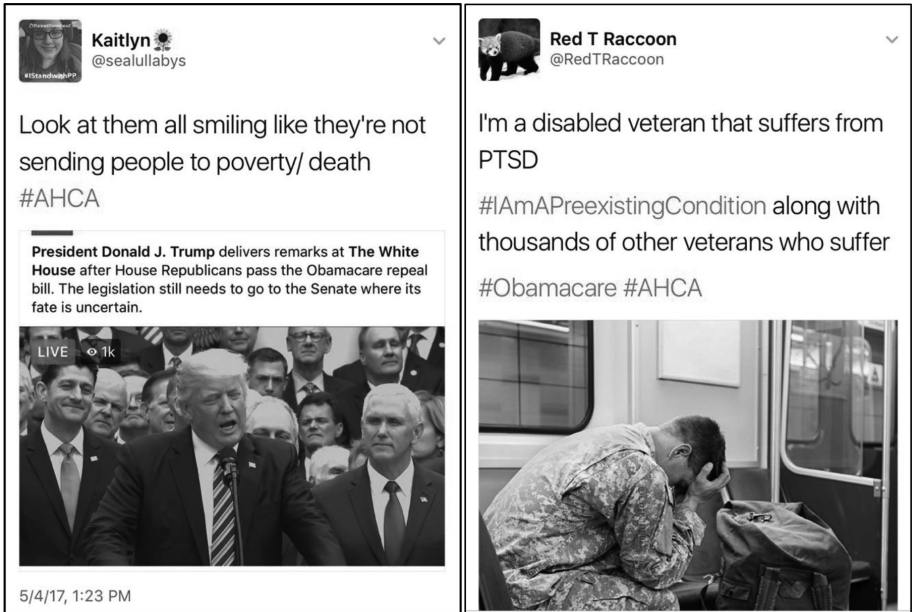 Kaitlyn
@sealullabys
#IStandwithPP
Look at them all smiling like they're not
sending people to poverty/ death
#AHCA
President Donald J. Trump delivers remarks at The White
House after House Republicans pass the Obamacare repeal
bill. The legislation still needs to go to the Senate where its
fate is uncertain.
LIVE 1k
5/4/17, 1:23 PM
Red T Raccoon
@RedTRaccoon
I'm a disabled veteran that suffers from
PTSD
#IAmAPreexistingCondition along with
thousands of other veterans who suffer
#Obamacare #AHCA